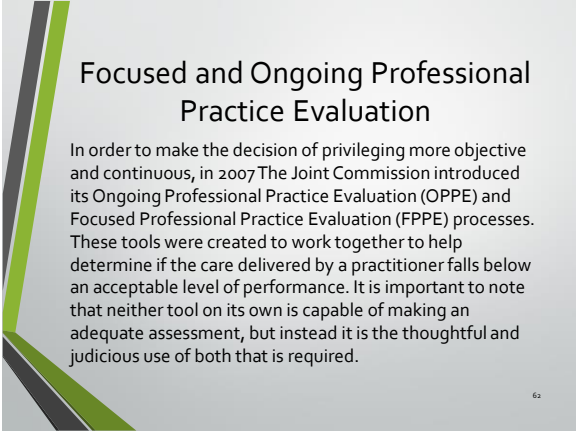 Focused and Ongoing Professional
Practice Evaluation
In order to make the decision of privileging more objective
and continuous, in 2007 The Joint Commission introduced
its Ongoing Professional Practice Evaluation (OPPE) and
Focused Professional Practice Evaluation (FPPE) processes.
These tools were created to work together to help
determine if the care delivered by a practitioner falls below
an acceptable level of performance. It is important to note
that neither tool on its own is capable of making an
adequate assessment, but instead it is the thoughtful and
judicious use of both that is required.
62